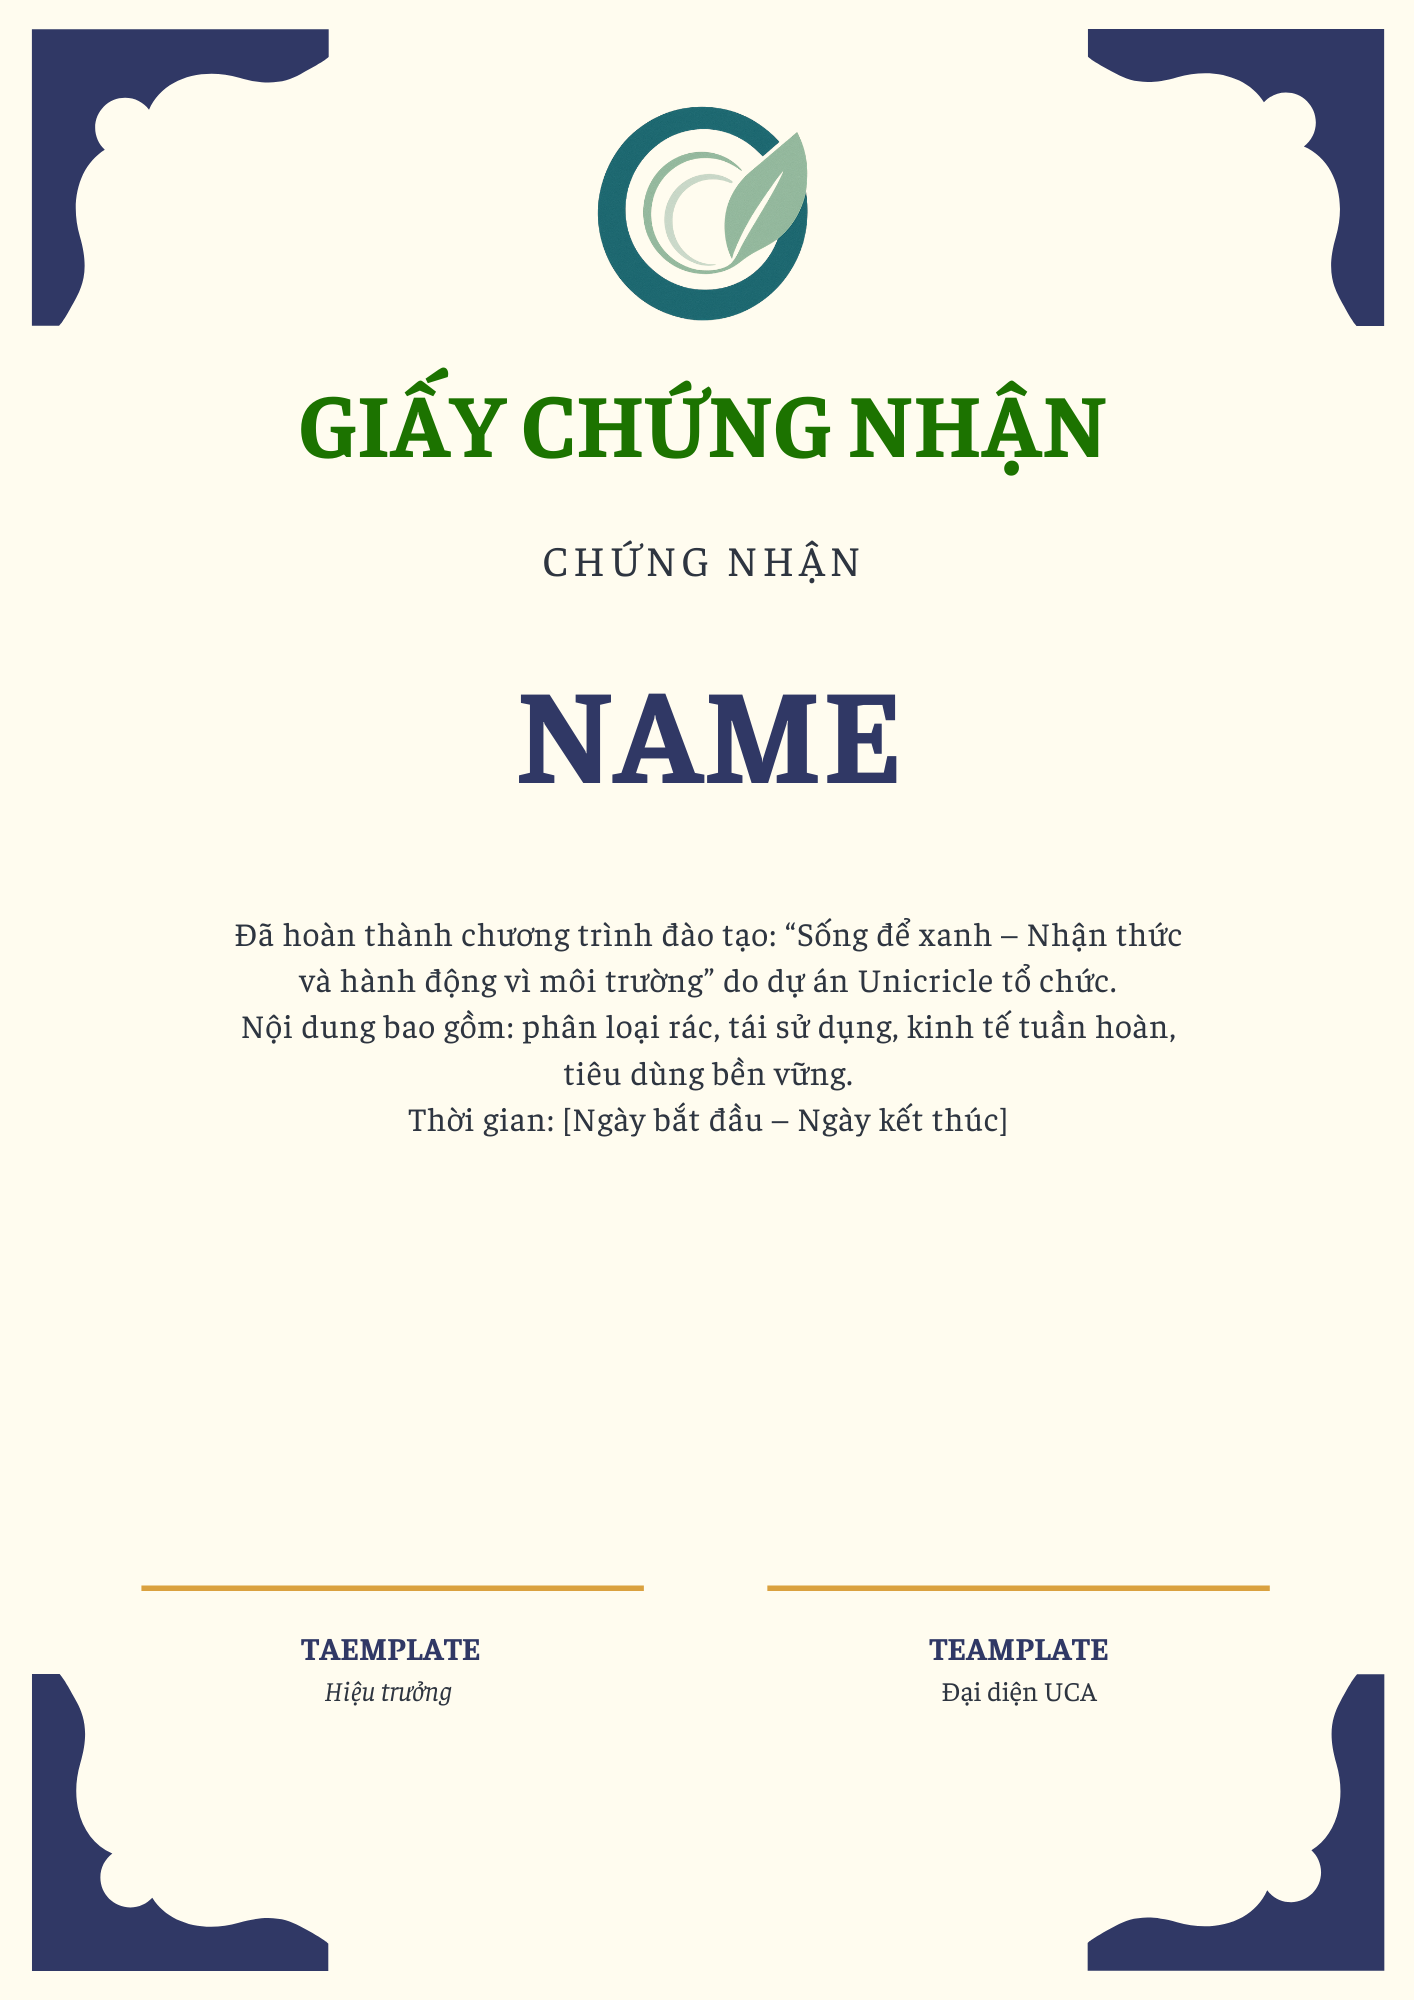 GIẤY CHỨNG NHẬN
CHỨNG NHẬN
NAME
Đã hoàn thành chương trình đào tạo: “Sống để xanh – Nhận thức
và hành động vì môi trường” do dự án Unicricle tổ chức.
Nội dung bao gồm: phân loại rác, tái sử dụng, kinh tế tuần hoàn,
tiêu dùng bền vững.
Thời gian: [Ngày bắt đầu – Ngày kết thúc]
TAEMPLATE
Hiệu trưởng
TEAMPLATE
Đại diện UCA